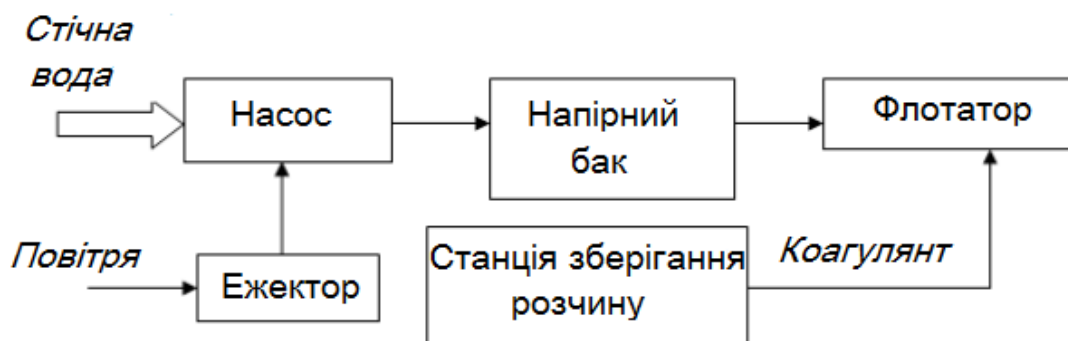 Стічна
вода
Насос
Напірний
бак
Флотатор
Повітря
Ежектор
Станція зберігання
розчину
Коагулянт